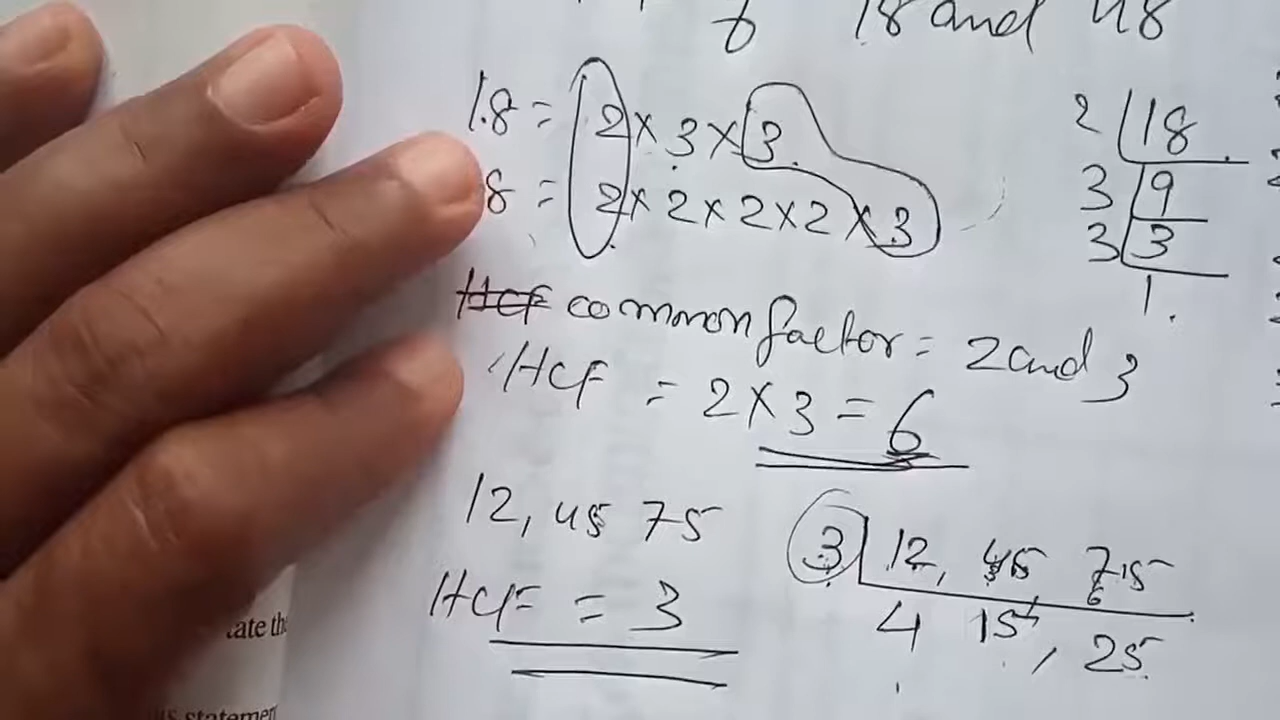 18 and 48
18 = 2 × 3 × 3
8 = 2 × 2 × 2 × 2 × 3
2 18
3 9
3 3
1.
HCF common factor = 2 and 3
HCF = 2 × 3 = 6
12, 45 75
HCF = 3
3 12, 45, 75
4 15, 25